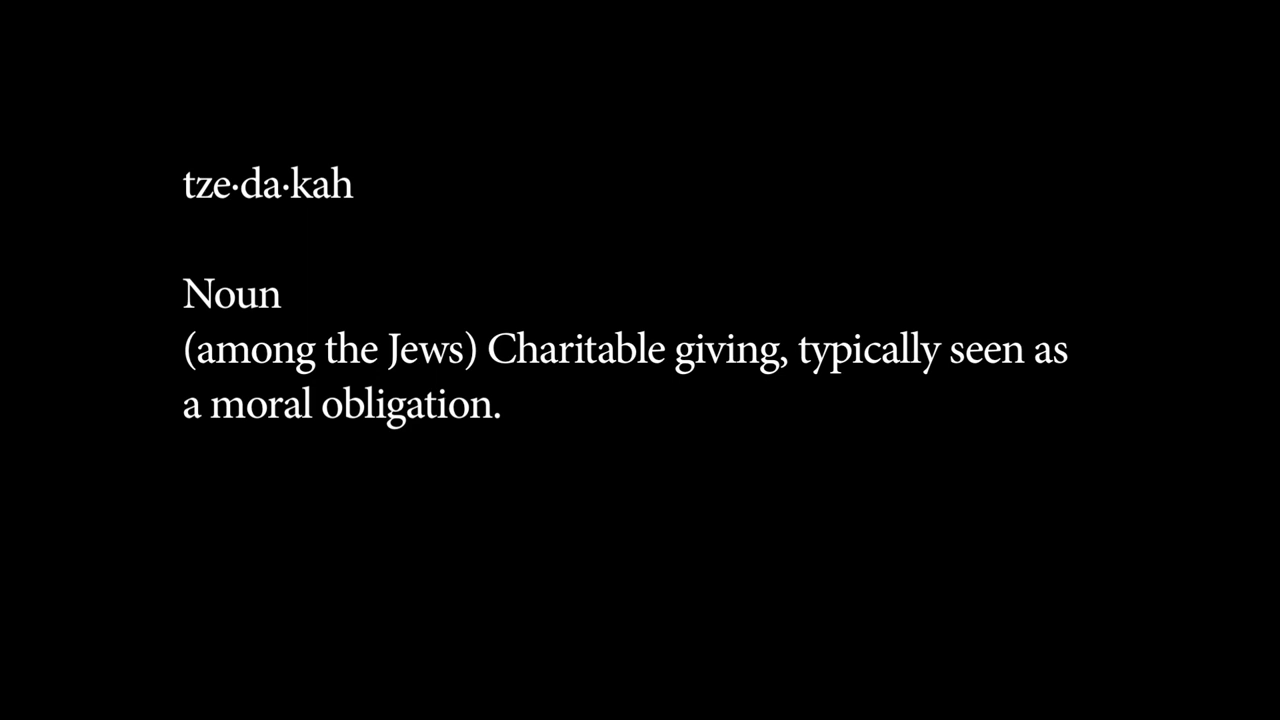 tze·da·kah
Noun
(among the Jews) Charitable giving, typically seen as
a moral obligation.